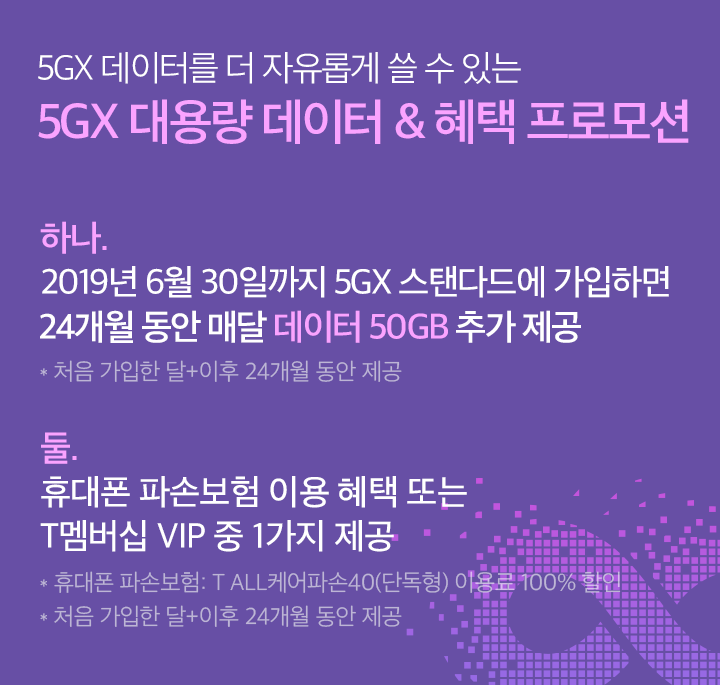 5GX 데이터를 더 자유롭게 쓸 수 있는
5GX 대용량 데이터 & 혜택 프로모션
하나.
2019년 6월 30일까지 5GX 스탠다드에 가입하면
24개월 동안 매달 데이터 50GB 추가 제공
* 처음 가입한 달+이후 24개월 동안 제공
둘.
휴대폰 파손보험 이용 혜택 또는
T멤버십 VIP 중 1가지 제공
* 휴대폰 파손보험: T ALL케어파손40(단독형) 이용료 100% 할인
* 처음 가입한 달+이후 24개월 동안 제공